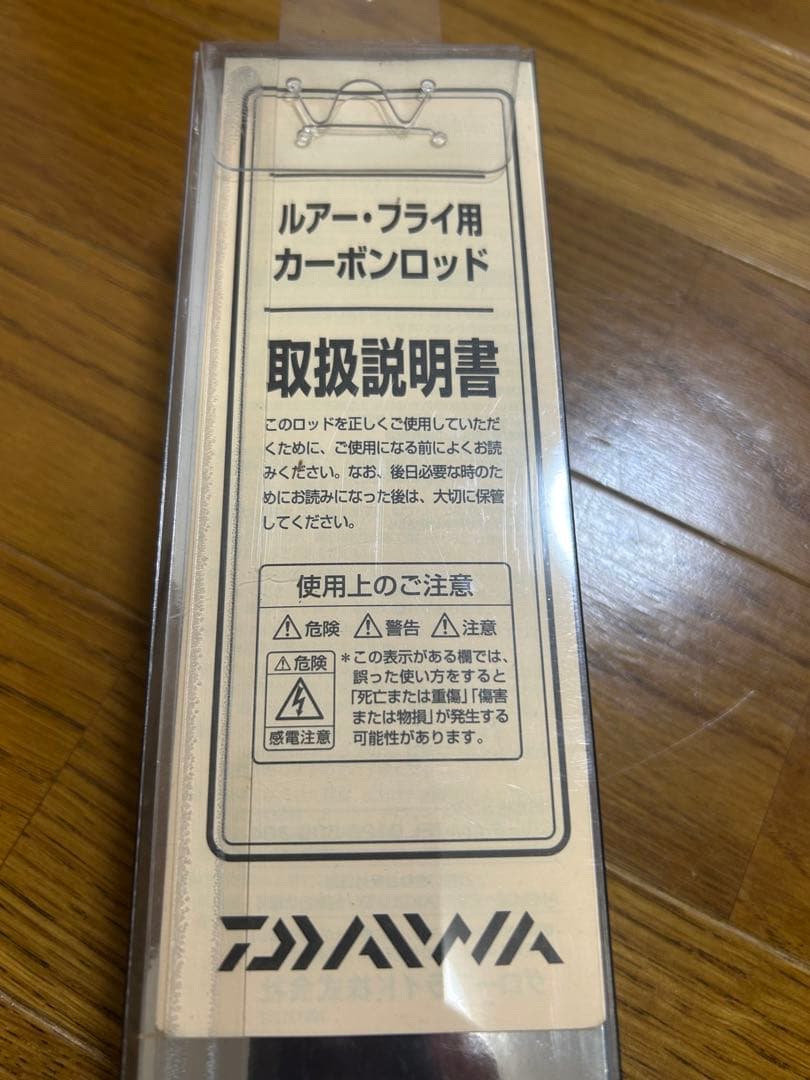 ルアー・フライ用
カーボンロッド
取扱説明書
このロッドを正しくご使用していただ
くために、ご使用になる前によくお読
みください。なお、後日必要な時のた
めにお読みになった後は、大切に保管
してください。
使用上のご注意
⚠危険 ⚠警告 ⚠注意
⚠危険
感電注意
*この表示がある欄では、
誤った使い方をすると
「死亡または重傷」「傷害
または物損」が発生する
可能性があります。
DAIWA